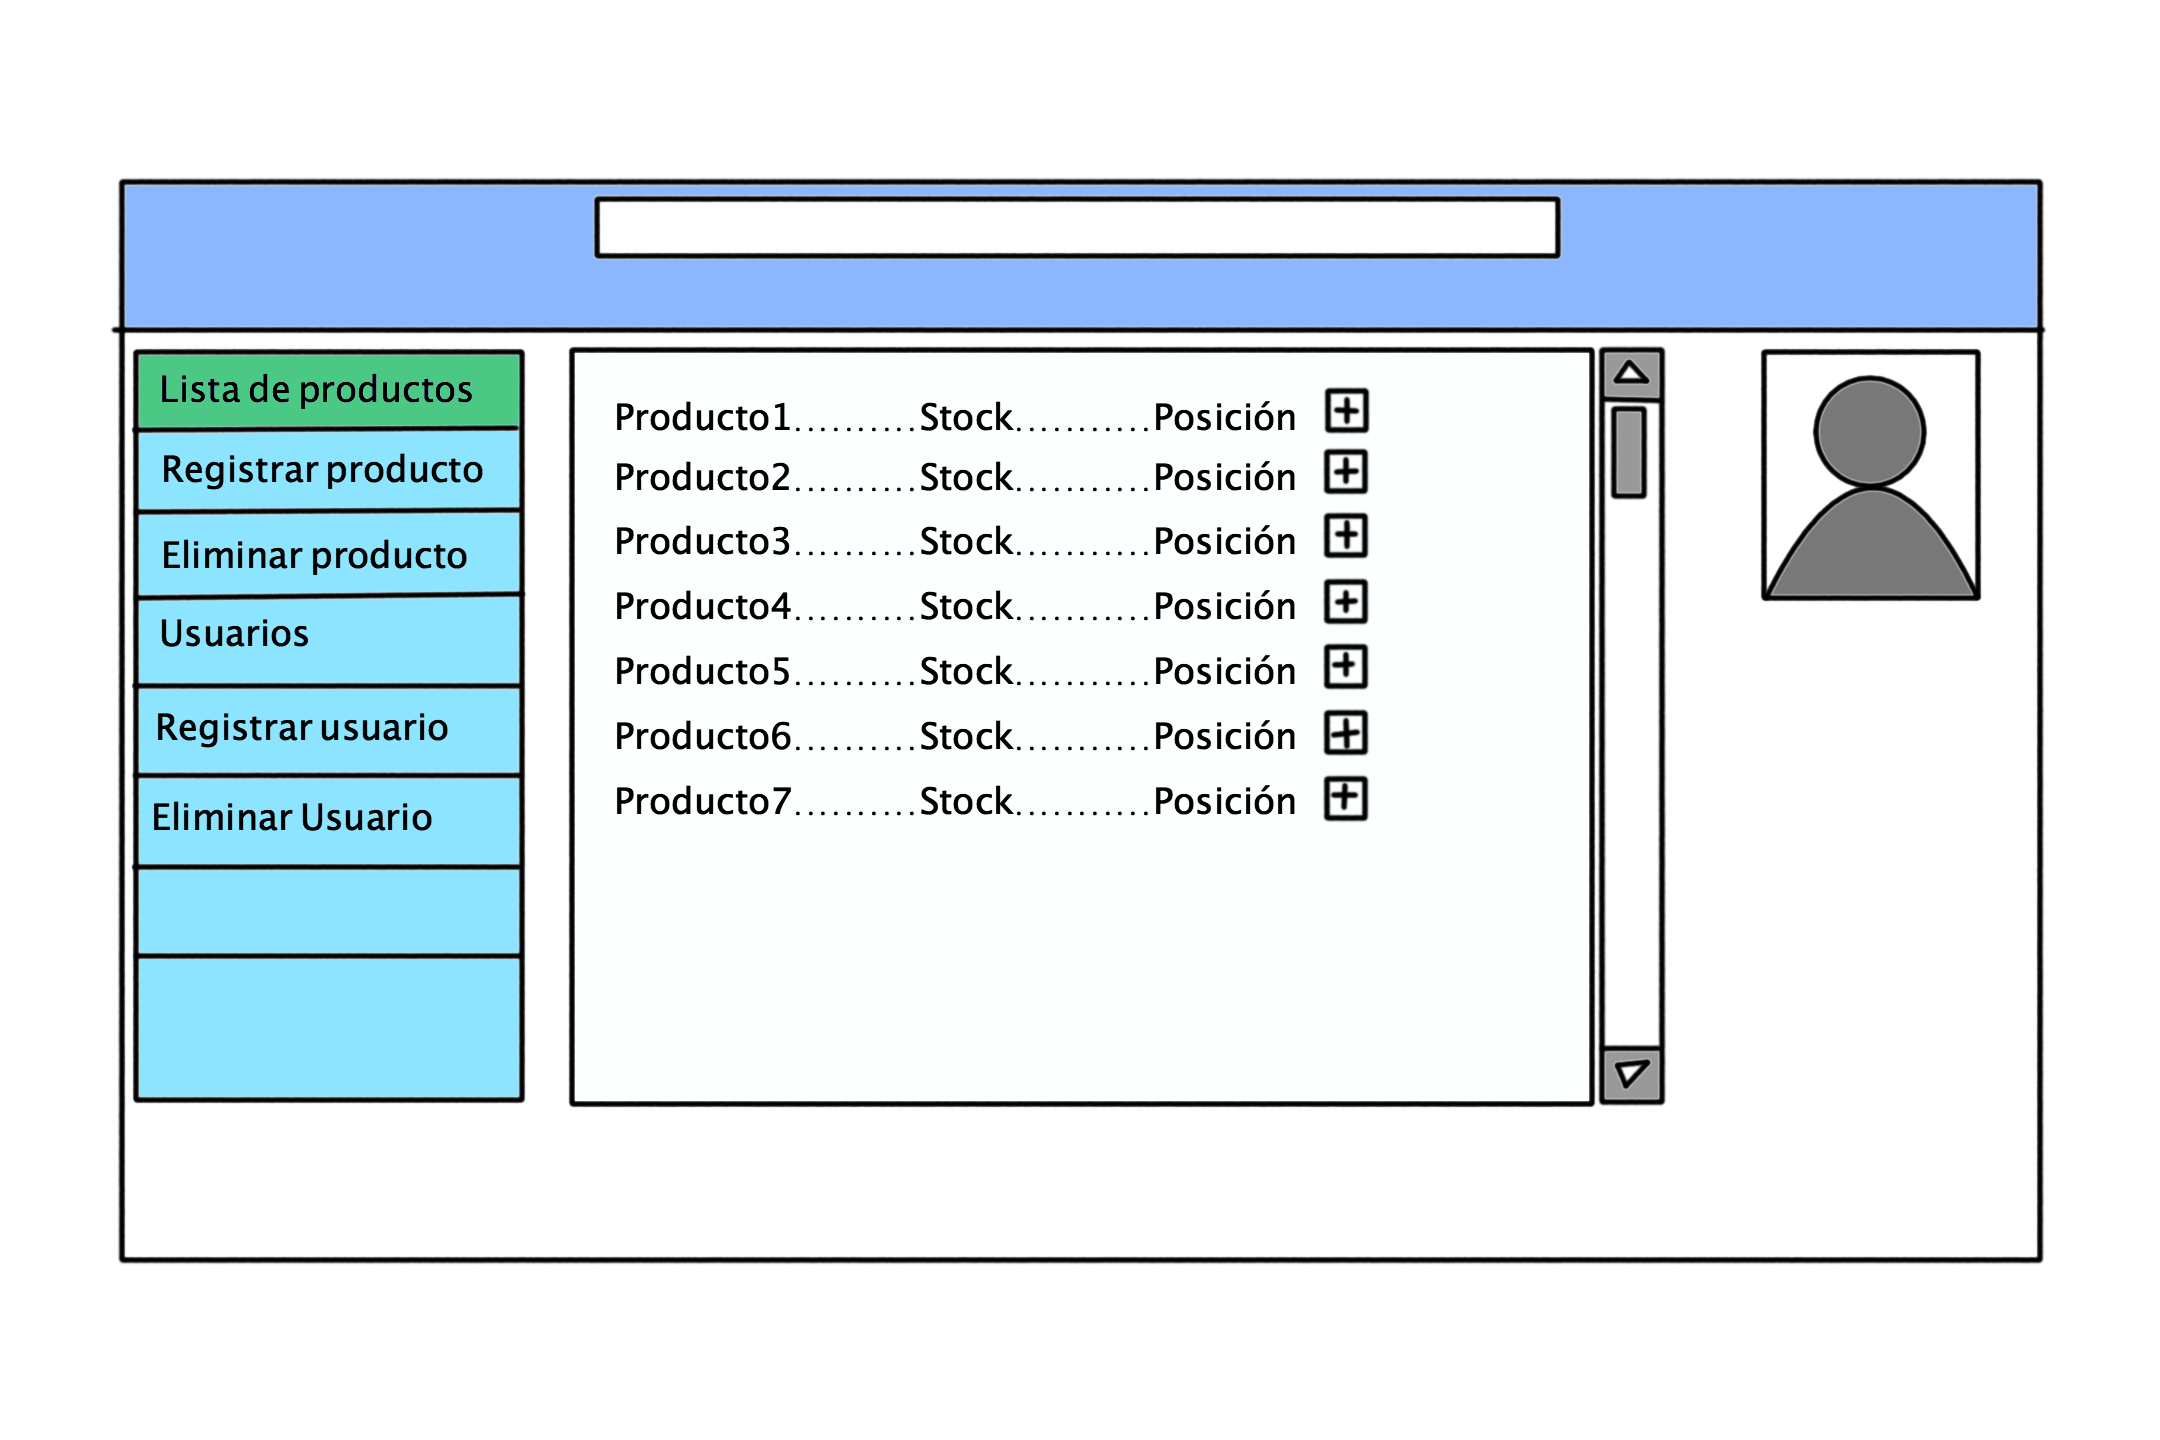 Lista de productos
Registrar producto
Eliminar producto
Usuarios
Registrar usuario
Eliminar Usuario
Producto1..........Stock...........Posición
Producto2..........Stock...........Posición
Producto3..........Stock...........Posición
Producto4..........Stock...........Posición
Producto5..........Stock...........Posición
Producto6..........Stock...........Posición
Producto7..........Stock...........Posición